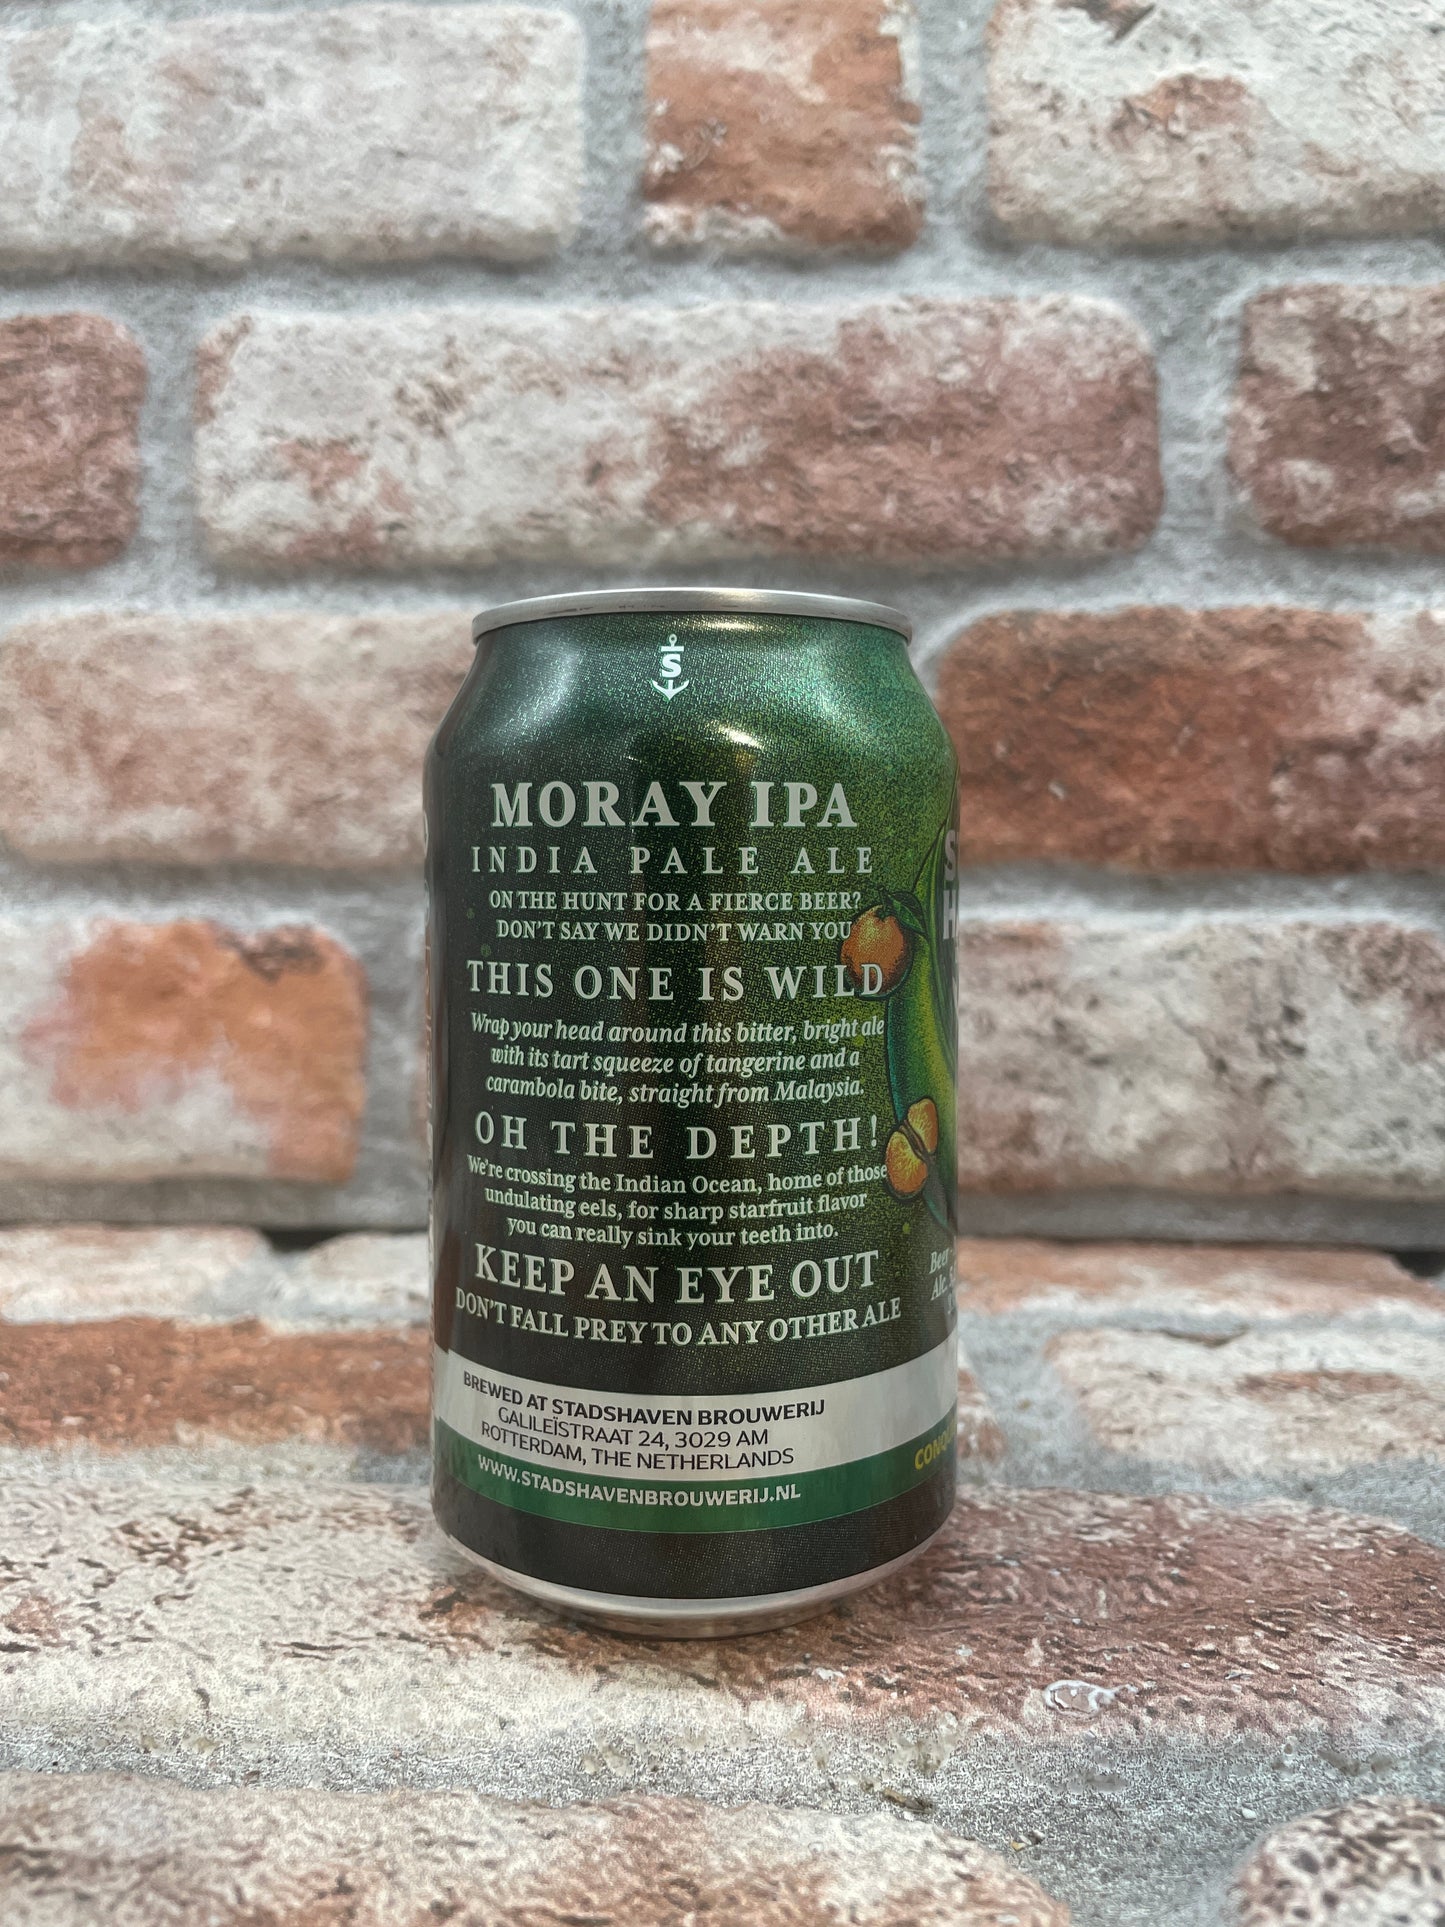 S
MORAY IPA
INDIA PALE ALE
ON THE HUNT FOR A FIERCE BEER?
DON'T SAY WE DIDN'T WARN YOU
THIS ONE IS WILD
Wrap your head around this bitter, bright ale
with its tart squeeze of tangerine and a
carambola bite, straight from Malaysia.
OH THE DEPTH!
We're crossing the Indian Ocean, home of those
undulating eels, for sharp starfruit flavor
you can really sink your teeth into.
KEEP AN EYE OUT
DON'T FALL PREY TO ANY OTHER ALE
BREWED AT STADSHAVEN BROUWERIJ
GALILEÏSTRAAT 24, 3029 AM
ROTTERDAM, THE NETHERLANDS
WWW.STADSHAVENBROUWERIJ.NL
Beer
Alc.